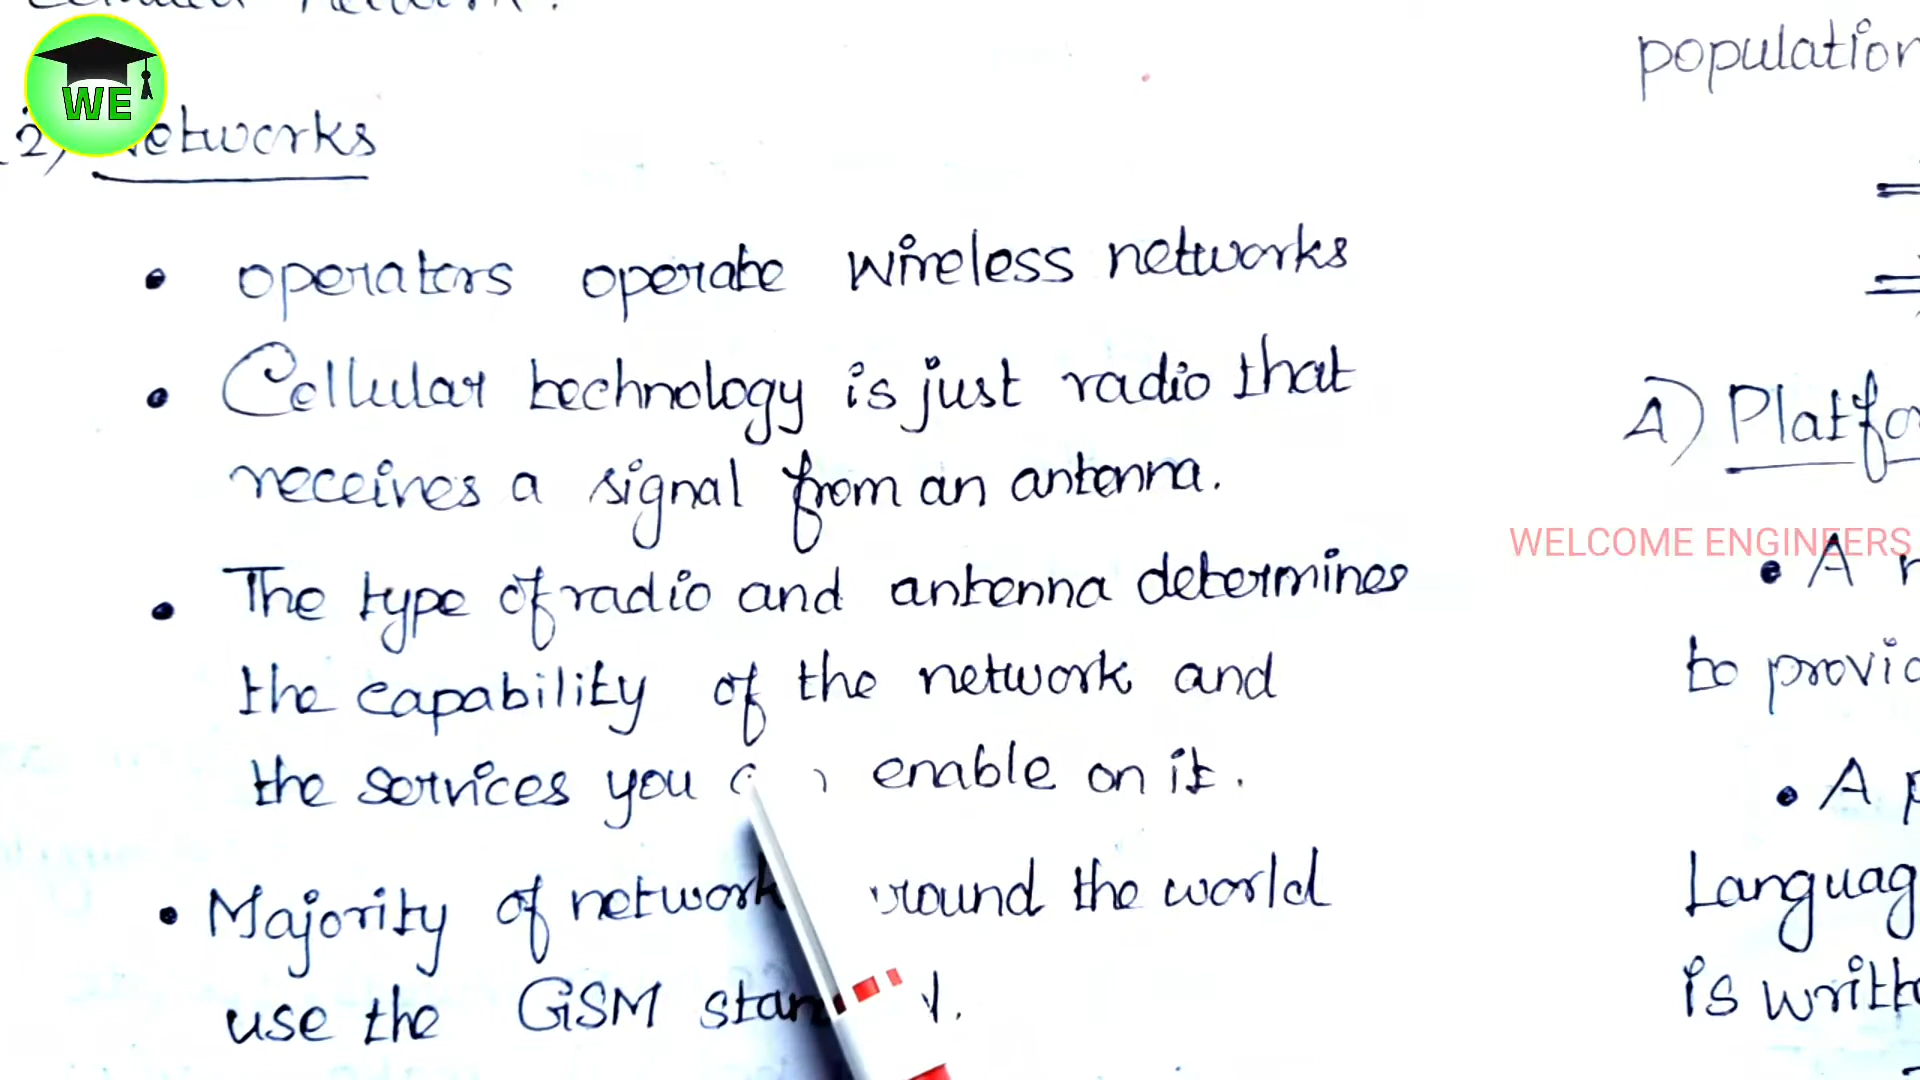 WE
2) Networks
• operators operate wireless networks
• Cellular technology is just radio that
receives a signal from an antenna.
• The type of radio and antenna determines
the capability of the network and
the services you enable on it.
• Majority of network around the world
use the GSM
population
A) Platfo
WELCOME ENGINEERS
• A
to provid
• A p
Languag
is writt